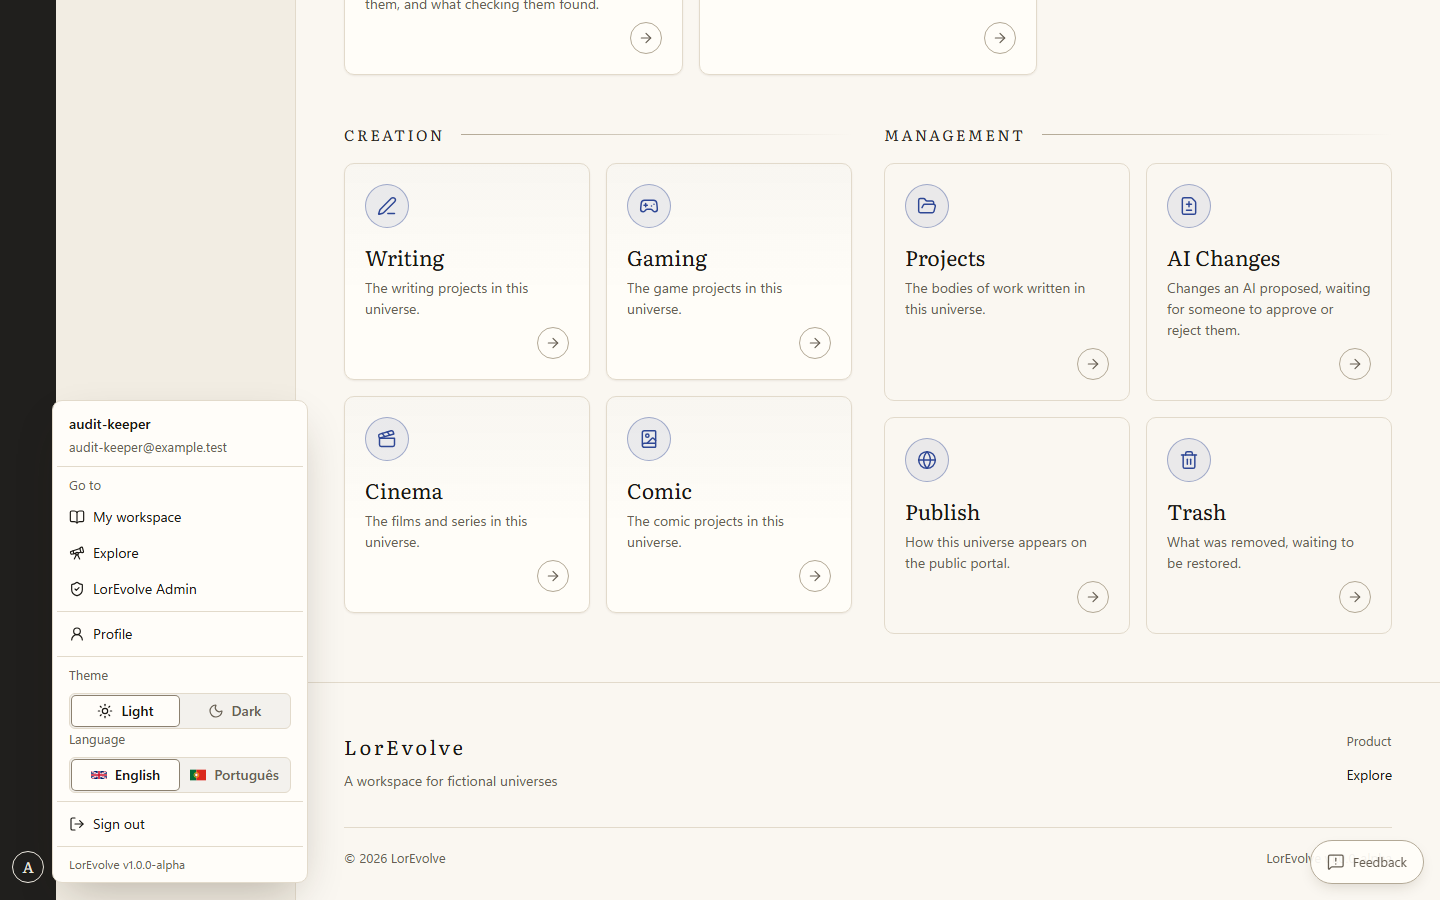 them, and what checking them found.
CREATION
MANAGEMENT
Writing
The writing projects in this
universe.
Gaming
The game projects in this
universe.
Projects
The bodies of work written in
this universe.
AI Changes
Changes an AI proposed, waiting
for someone to approve or
reject them.
Cinema
The films and series in this
universe.
Comic
The comic projects in this
universe.
Publish
How this universe appears on
the public portal.
Trash
What was removed, waiting to
be restored.
audit-keeper
audit-keeper@example.test
Go to
My workspace
Explore
LorEvolve Admin
Profile
Theme
Light
Dark
Language
English
Português
Sign out
LorEvolve v1.0.0-alpha
A
LorEvolve
A workspace for fictional universes
Product
Explore
© 2026 LorEvolve
Feedback